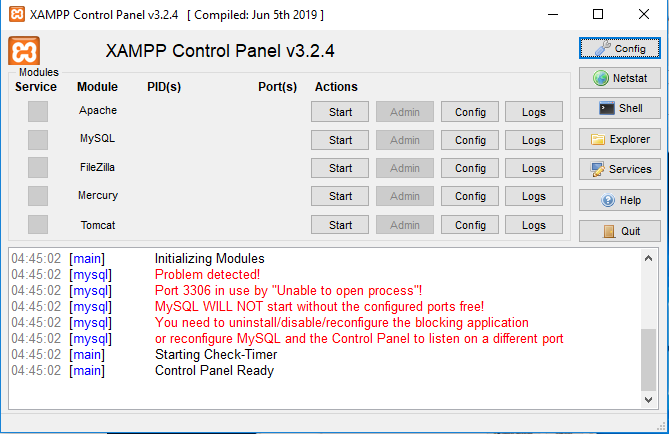 XAMPP Control Panel v3.2.4 [ Compiled: Jun 5th 2019 ]
XAMPP Control Panel v3.2.4
Config
Modules
Service Module PID(s) Port(s) Actions
Netstat
Apache Start Admin Config Logs
Shell
MySQL Start Admin Config Logs
Explorer
FileZilla Start Admin Config Logs
Services
Mercury Start Admin Config Logs
Help
Tomcat Start Admin Config Logs
Quit
04:45:02 [main] Initializing Modules
04:45:02 [mysql] Problem detected!
04:45:02 [mysql] Port 3306 in use by "Unable to open process"!
04:45:02 [mysql] MySQL WILL NOT start without the configured ports free!
04:45:02 [mysql] You need to uninstall/disable/reconfigure the blocking application
04:45:02 [mysql] or reconfigure MySQL and the Control Panel to listen on a different port
04:45:02 [main] Starting Check-Timer
04:45:02 [main] Control Panel Ready